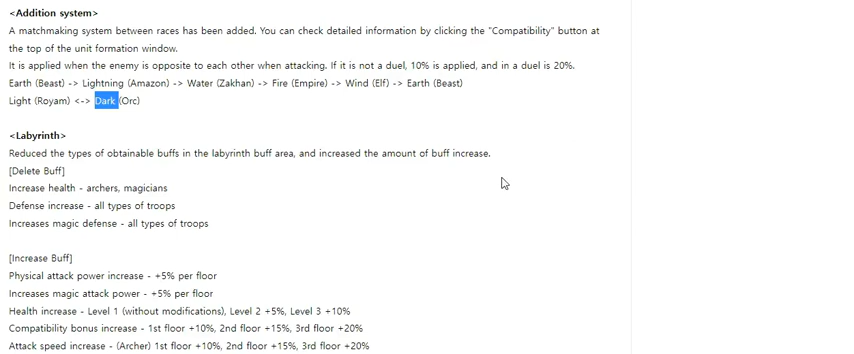 <Addition system>
A matchmaking system between races has been added. You can check detailed information by clicking the "Compatibility" button at
the top of the unit formation window.
It is applied when the enemy is opposite to each other when attacking. If it is not a duel, 10% is applied, and in a duel is 20%.
Earth (Beast) -> Lightning (Amazon) -> Water (Zakhan) -> Fire (Empire) -> Wind (Elf) -> Earth (Beast)
Light (Royam) <-> Dark (Orc)
<Labyrinth>
Reduced the types of obtainable buffs in the labyrinth buff area, and increased the amount of buff increase.
[Delete Buff]
Increase health - archers, magicians
Defense increase - all types of troops
Increases magic defense - all types of troops
[Increase Buff]
Physical attack power increase - +5% per floor
Increases magic attack power - +5% per floor
Health increase - Level 1 (without modifications), Level 2 +5%, Level 3 +10%
Compatibility bonus increase - 1st floor +10%, 2nd floor +15%, 3rd floor +20%
Attack speed increase - (Archer) 1st floor +10%, 2nd floor +15%, 3rd floor +20%